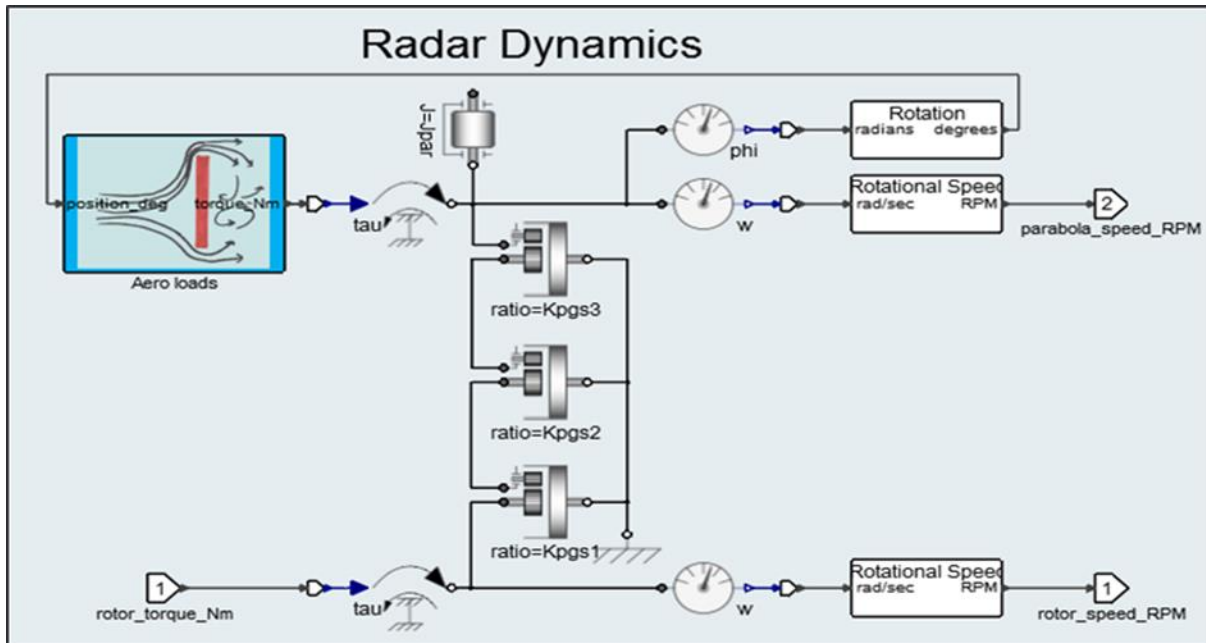 Radar Dynamics
J=Jpar
Rotation
radians degrees
phi
position_deg torque_Nm
tau
Rotational Speed
rad/sec RPM
2
w
parabola_speed_RPM
Aero loads
ratio=Kpgs3
ratio=Kpgs2
ratio=Kpgs1
Rotational Speed
rad/sec RPM
1
1
tau
w
rotor_torque_Nm
rotor_speed_RPM